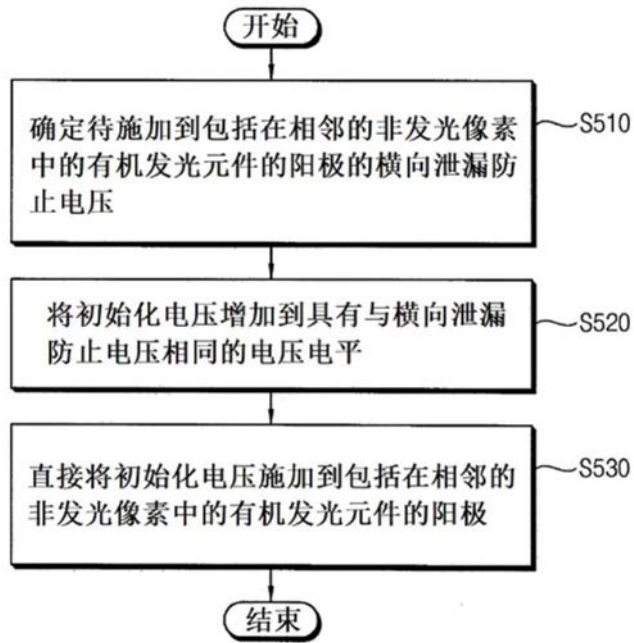 开始
确定待施加到包括在相邻的非发光像素
中的有机发光元件的阳极的横向泄漏防
止电压
S510
将初始化电压增加到具有与横向泄漏
防止电压相同的电压电平
S520
直接将初始化电压施加到包括在相邻的
非发光像素中的有机发光元件的阳极
S530
结束